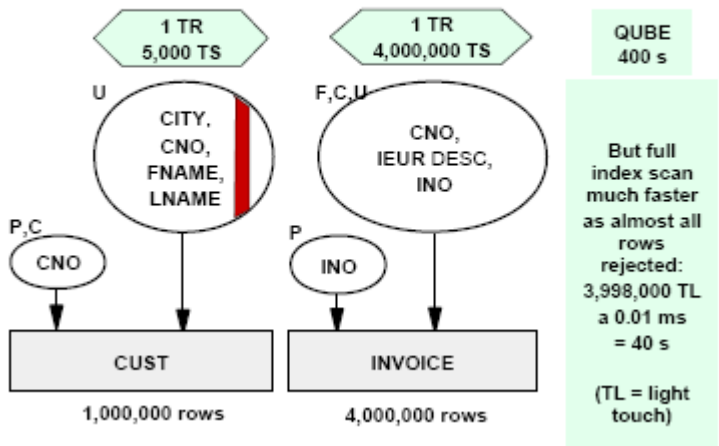 1 TR
5,000 TS
1 TR
4,000,000 TS
QUBE
400 s
U
CITY,
CNO,
FNAME,
LNAME
F,C,U
CNO,
IEUR DESC,
INO
But full
index scan
much faster
as almost all
rows
rejected:
3,998,000 TL
a 0.01 ms
= 40 s
(TL = light
touch)
P,C
CNO
P
INO
CUST
INVOICE
1,000,000 rows
4,000,000 rows